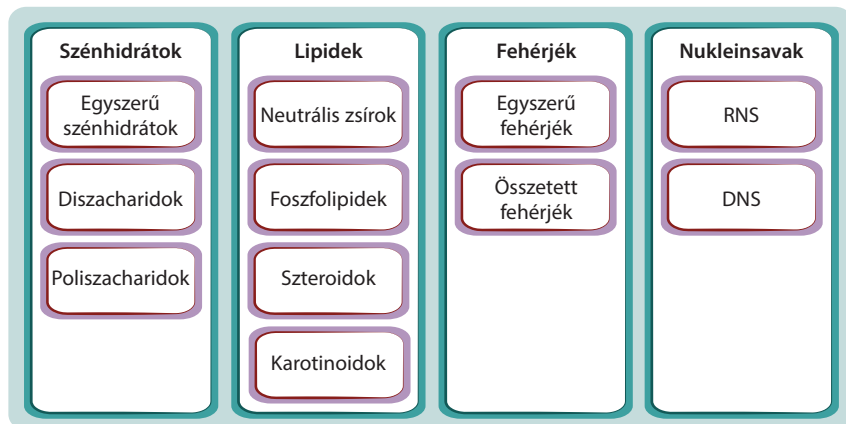 Szénhidrátok
Egyszerű
szénhidrátok
Diszacharidok
Poliszacharidok
Lipidek
Neutrális zsírok
Foszfolipidek
Szteroidok
Karotinoidok
Fehérjék
Egyszerű
fehérjék
Összetett
fehérjék
Nukleinsavak
RNS
DNS